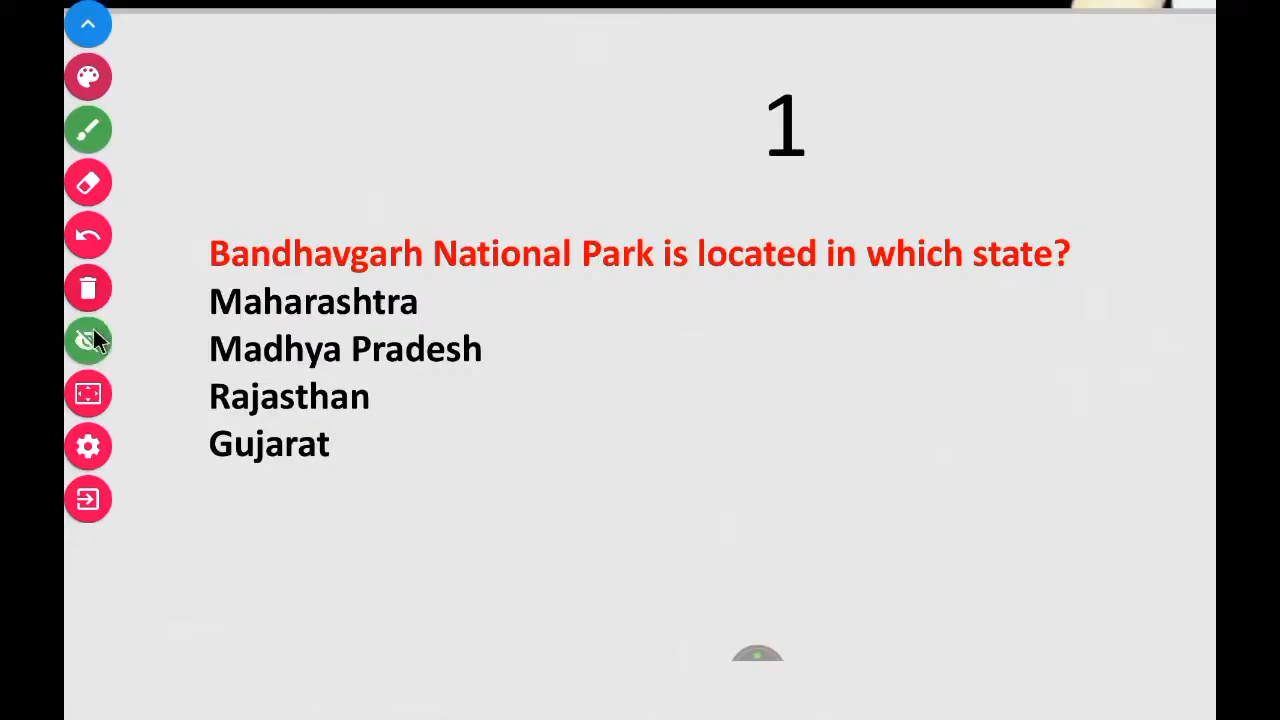 1
Bandhavgarh National Park is located in which state?
Maharashtra
Madhya Pradesh
Rajasthan
Gujarat